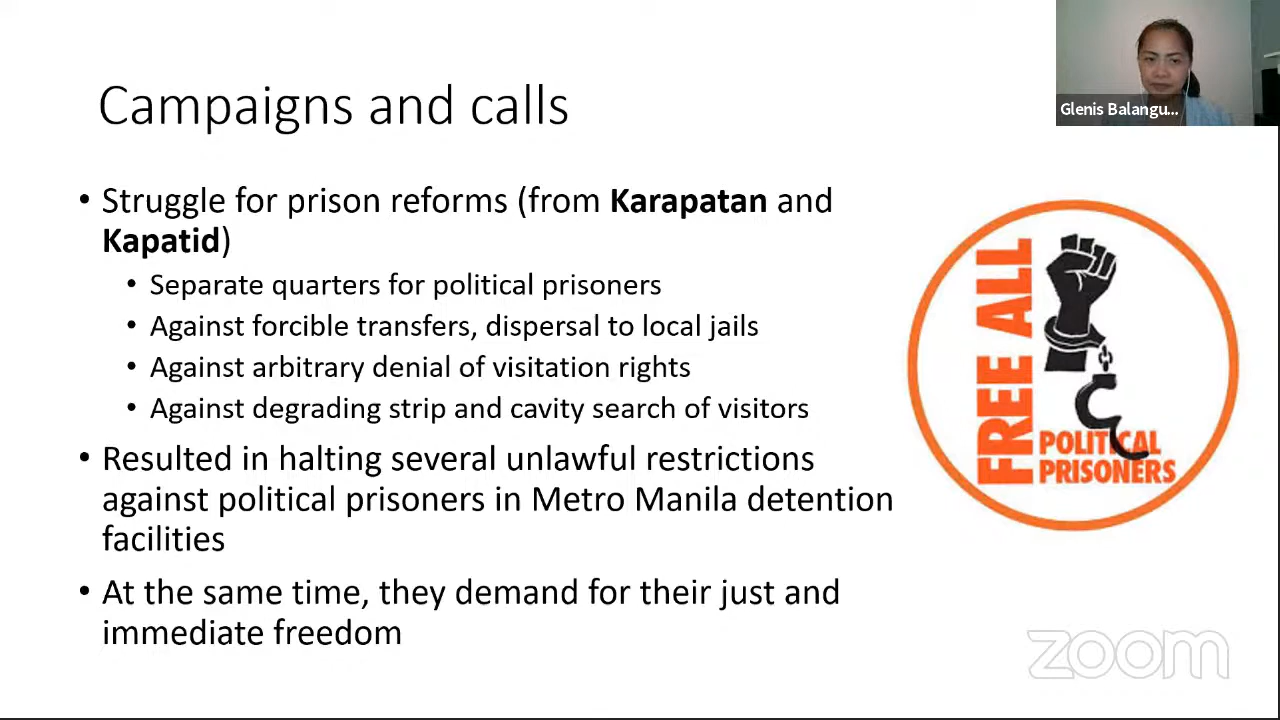 Campaigns and calls
Glenis Balangu...
• Struggle for prison reforms (from Karapatan and
Kapatid)
• Separate quarters for political prisoners
• Against forcible transfers, dispersal to local jails
• Against arbitrary denial of visitation rights
• Against degrading strip and cavity search of visitors
• Resulted in halting several unlawful restrictions
against political prisoners in Metro Manila detention
facilities
• At the same time, they demand for their just and
immediate freedom
FREE ALL
POLITICAL
PRISONERS
zoom